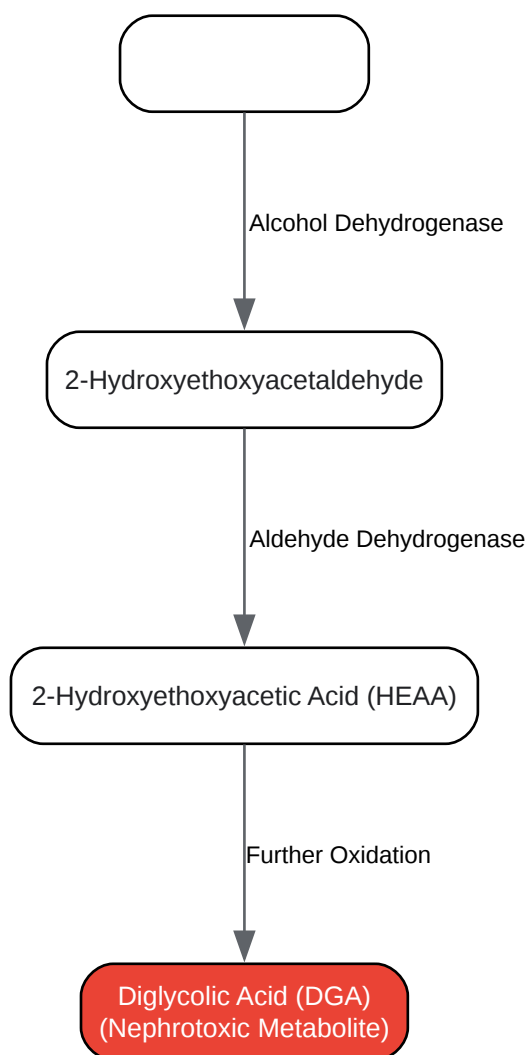 Alcohol Dehydrogenase
2-Hydroxyethoxyacetaldehyde
Aldehyde Dehydrogenase
2-Hydroxyethoxyacetic Acid (HEAA)
Further Oxidation
Diglycolic Acid (DGA)
(Nephrotoxic Metabolite)